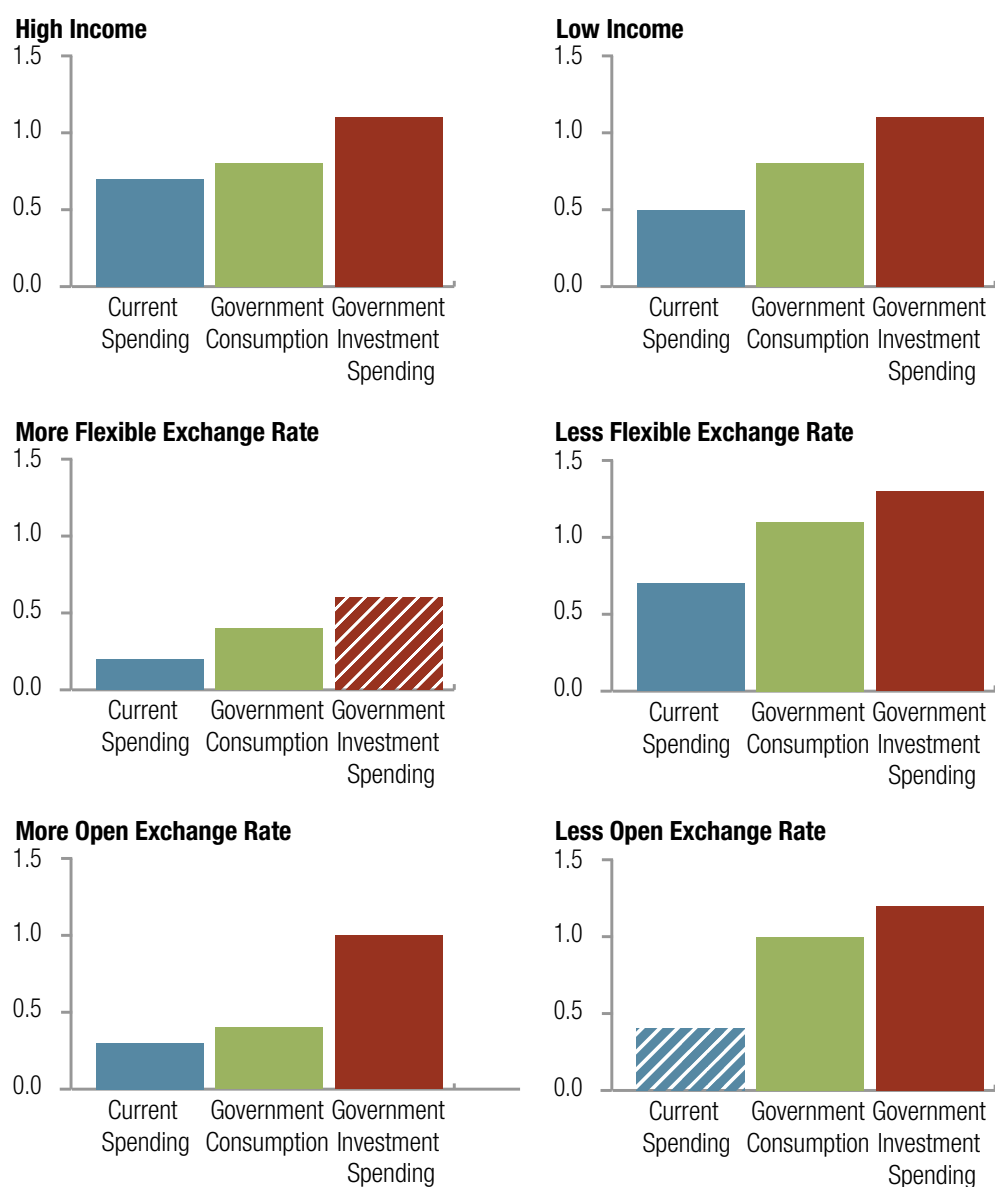 High Income
1.5
1.0
0.5
0.0
Current Government Government
Spending Consumption Investment
Spending
Low Income
1.5
1.0
0.5
0.0
Current Government Government
Spending Consumption Investment
Spending
More Flexible Exchange Rate
1.5
1.0
0.5
0.0
Current Government Government
Spending Consumption Investment
Spending
Less Flexible Exchange Rate
1.5
1.0
0.5
0.0
Current Government Government
Spending Consumption Investment
Spending
More Open Exchange Rate
1.5
1.0
0.5
0.0
Current Government Government
Spending Consumption Investment
Spending
Less Open Exchange Rate
1.5
1.0
0.5
0.0
Current Government Government
Spending Consumption Investment
Spending